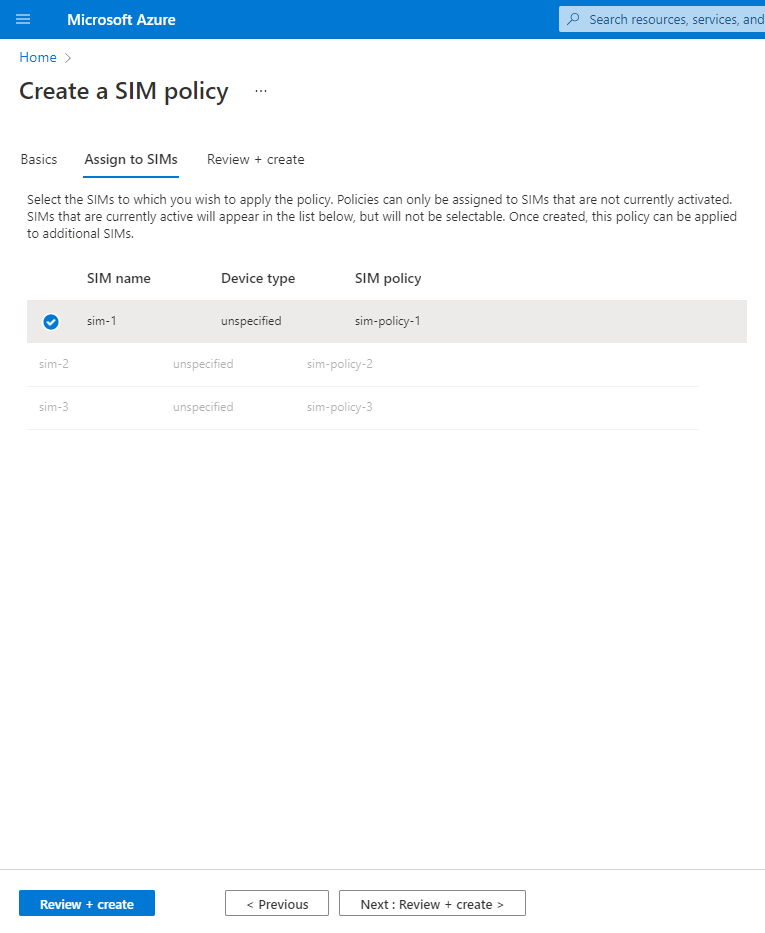 Microsoft Azure
Search resources, services, and
Home >
Create a SIM policy ...
Basics Assign to SIMs Review + create
Select the SIMs to which you wish to apply the policy. Policies can only be assigned to SIMs that are not currently activated.
SIMs that are currently active will appear in the list below, but will not be selectable. Once created, this policy can be applied
to additional SIMs.
SIM name Device type SIM policy
sim-1 unspecified sim-policy-1
sim-2 unspecified sim-policy-2
sim-3 unspecified sim-policy-3
Review + create < Previous Next : Review + create >